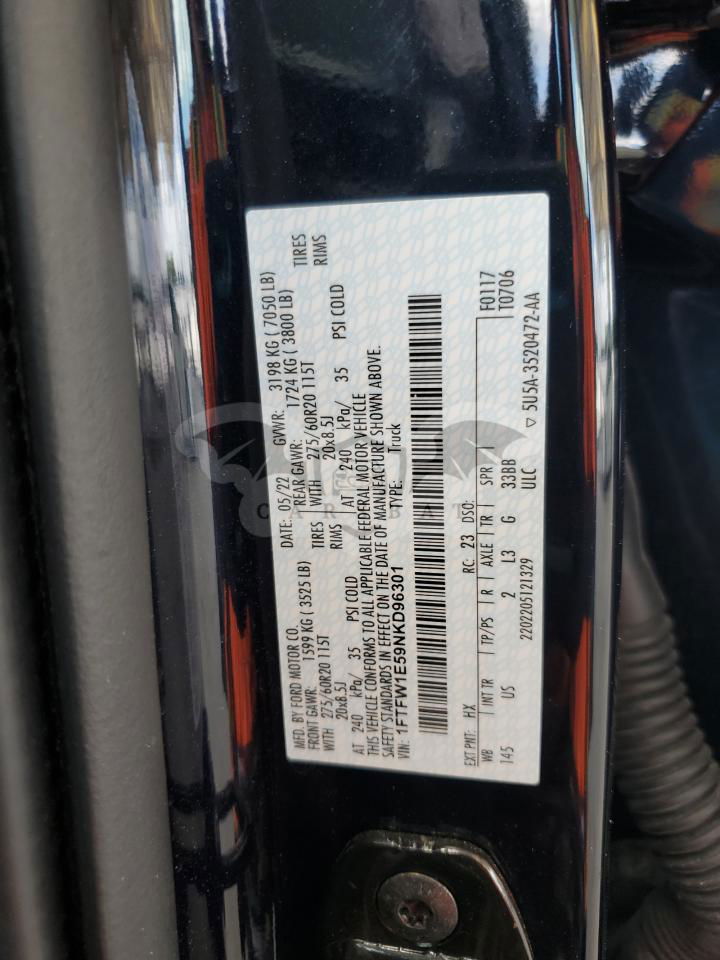 MFD. BY FORD MOTOR CO. DATE: 05/22 GVWR: 3198 KG ( 7050 LB)
FRONT GAWR: 1599 KG ( 3525 LB) REAR GAWR: 1724 KG ( 3800 LB)
WITH 275/60R20 115T TIRES WITH 275/60R20 115T TIRES
20x8.5J RIMS 20x8.5J RIMS
AT 240 kPa/ 35 PSI COLD AT 240 kPa/ 35 PSI COLD
THIS VEHICLE CONFORMS TO ALL APPLICABLE FEDERAL MOTOR VEHICLE
SAFETY STANDARDS IN EFFECT ON THE DATE OF MANUFACTURE SHOWN ABOVE.
VIN: 1FTFW1E59NKD96301 TYPE: Truck
EXT PNT: HX RC: 23 DSO: F0117
WB INT TR TP/PS R AXLE TR SPR T0706
145 US 2 L3 G 33BB
2202205121329 ULC ▽ 5U5A-3520472-AA
CAR BAT